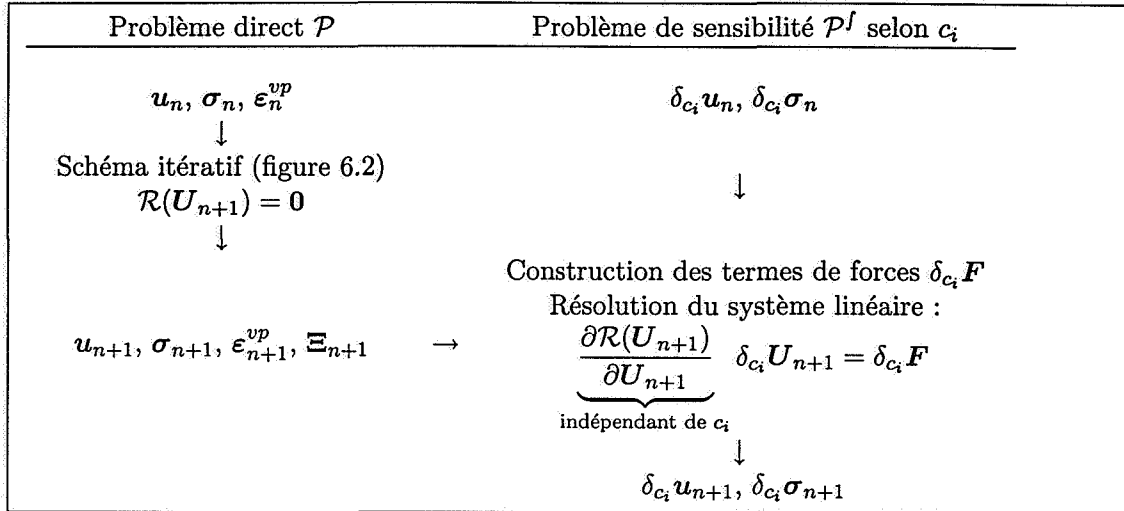 Problème direct 𝒫 Problème de sensibilité 𝒫^∫ selon c_i
u_n, σ_n, ε_n^{vp} δ_{c_i}u_n, δ_{c_i}σ_n
↓
Schéma itératif (figure 6.2)
↓
ℛ(U_{n+1}) = 0
↓
Construction des termes de forces δ_{c_i}F
Résolution du système linéaire :
u_{n+1}, σ_{n+1}, ε_{n+1}^{vp}, Ξ_{n+1} → ∂ℛ(U_{n+1})/∂U_{n+1} δ_{c_i}U_{n+1} = δ_{c_i}F
indépendant de c_i
↓
δ_{c_i}u_{n+1}, δ_{c_i}σ_{n+1}